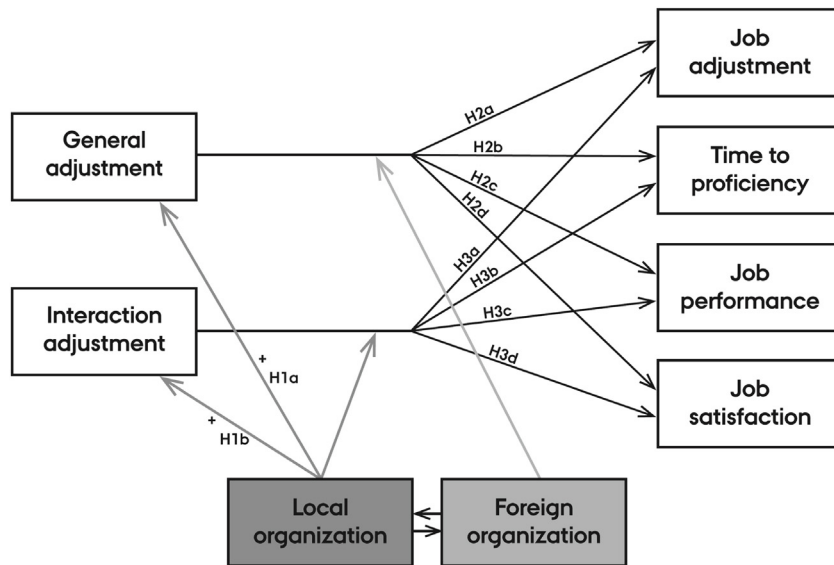 Job
adjustment
General
adjustment
H2a
H2b
H2c
H2d
Time to
proficiency
H3a
H3b
H3c
H3d
Job
performance
Interaction
adjustment
+
H1a
+
H1b
Job
satisfaction
Local
organization
Foreign
organization